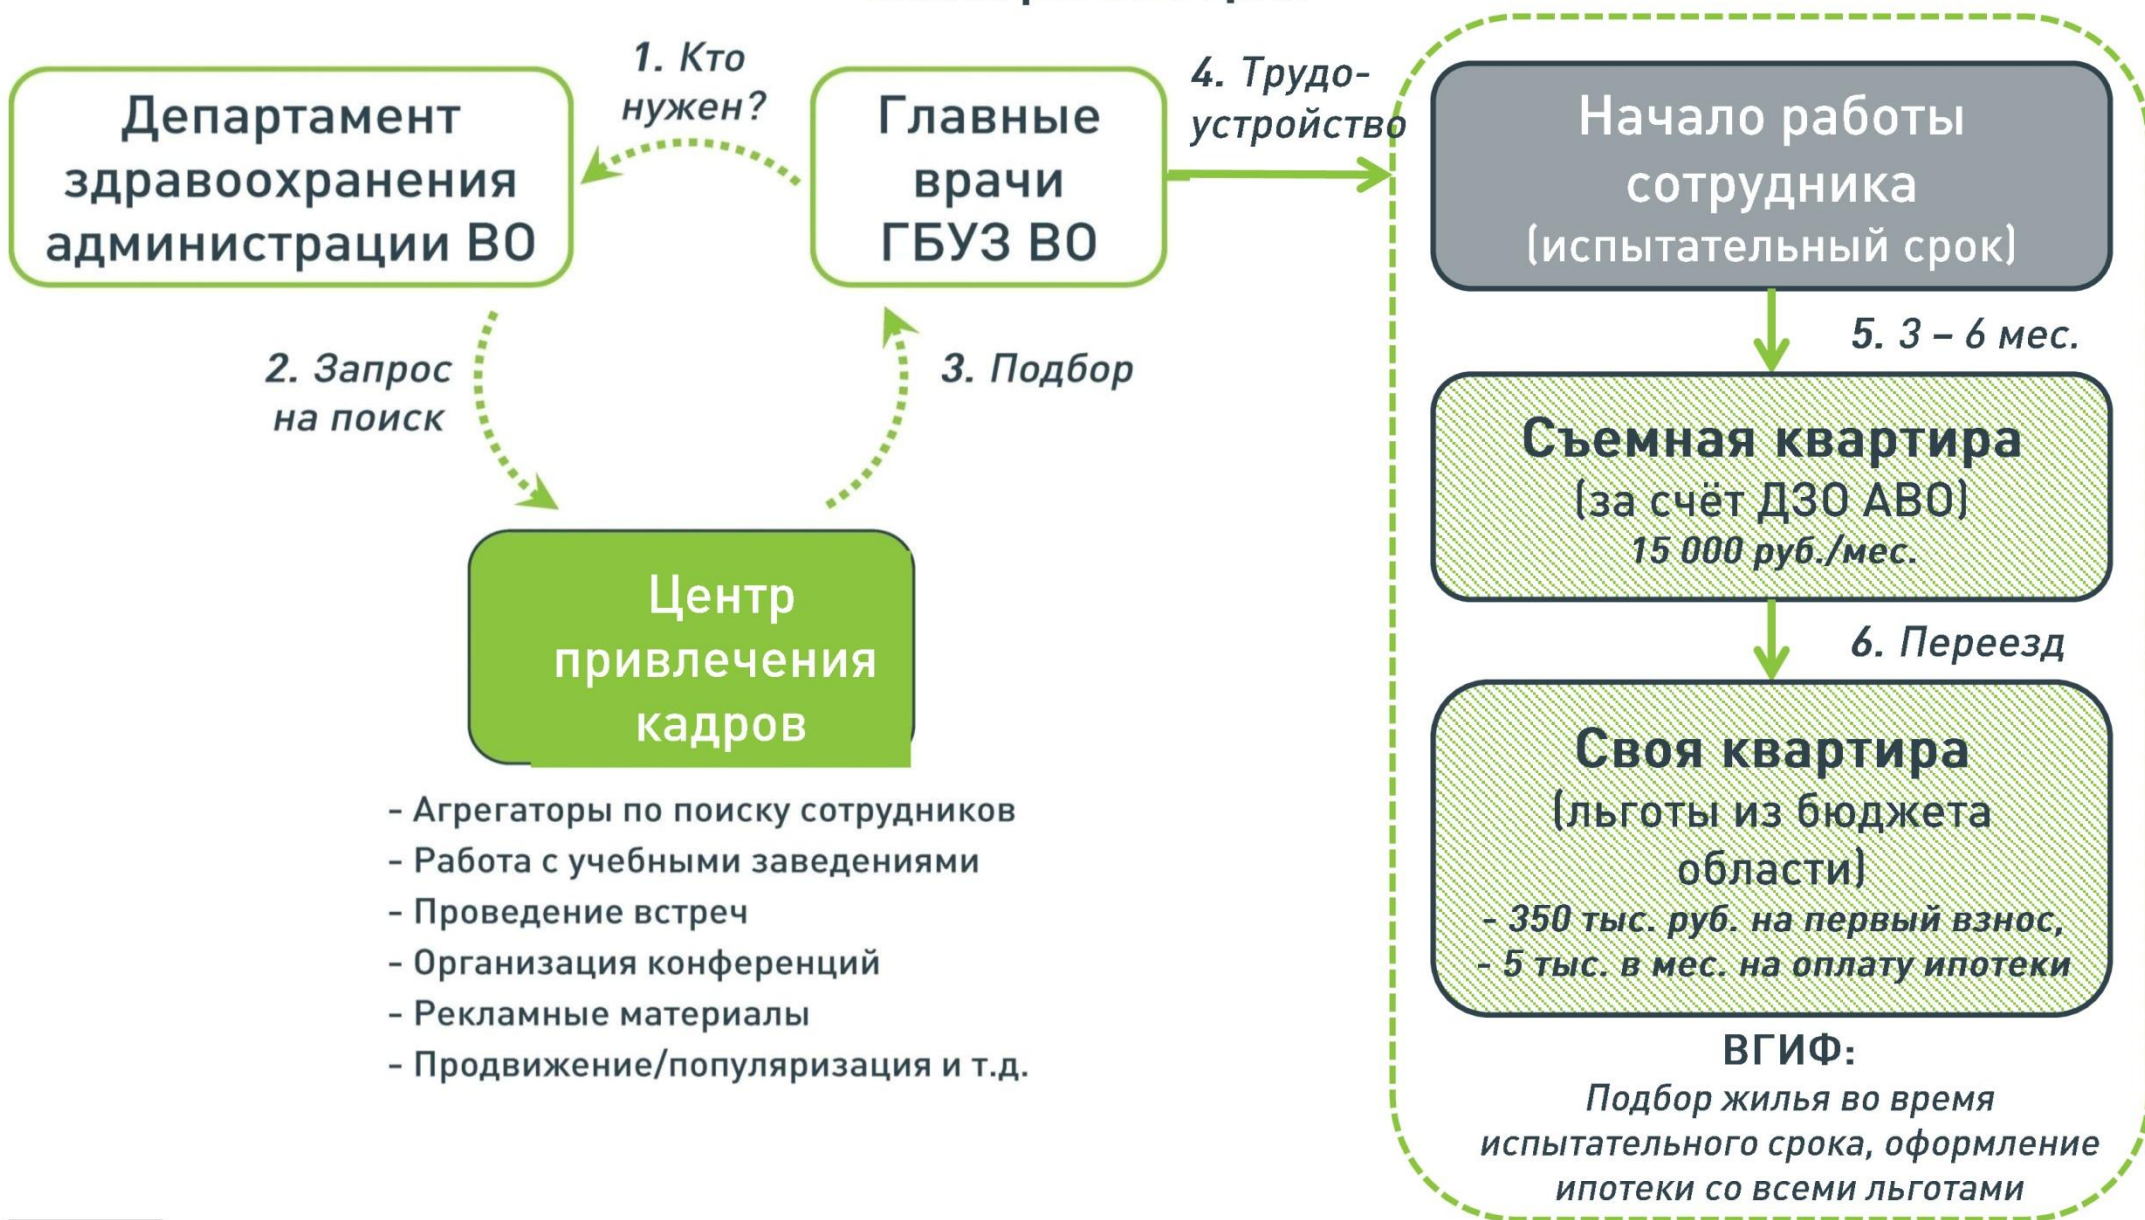 1. Кто
нужен?
Департамент
здравоохранения
администрации ВО
Главные
врачи
ГБУЗ ВО
4. Трудо-
устройство
Начало работы
сотрудника
(испытательный срок)
2. Запрос
на поиск
3. Подбор
5. 3 – 6 мес.
Съемная квартира
(за счёт ДЗО АВО)
15 000 руб./мес.
Центр
привлечения
кадров
6. Переезд
Своя квартира
(льготы из бюджета
области)
- 350 тыс. руб. на первый взнос,
- 5 тыс. в мес. на оплату ипотеки
- Агрегаторы по поиску сотрудников
- Работа с учебными заведениями
- Проведение встреч
- Организация конференций
- Рекламные материалы
- Продвижение/популяризация и т.д.
ВГИФ:
Подбор жилья во время
испытательного срока, оформление
ипотеки со всеми льготами